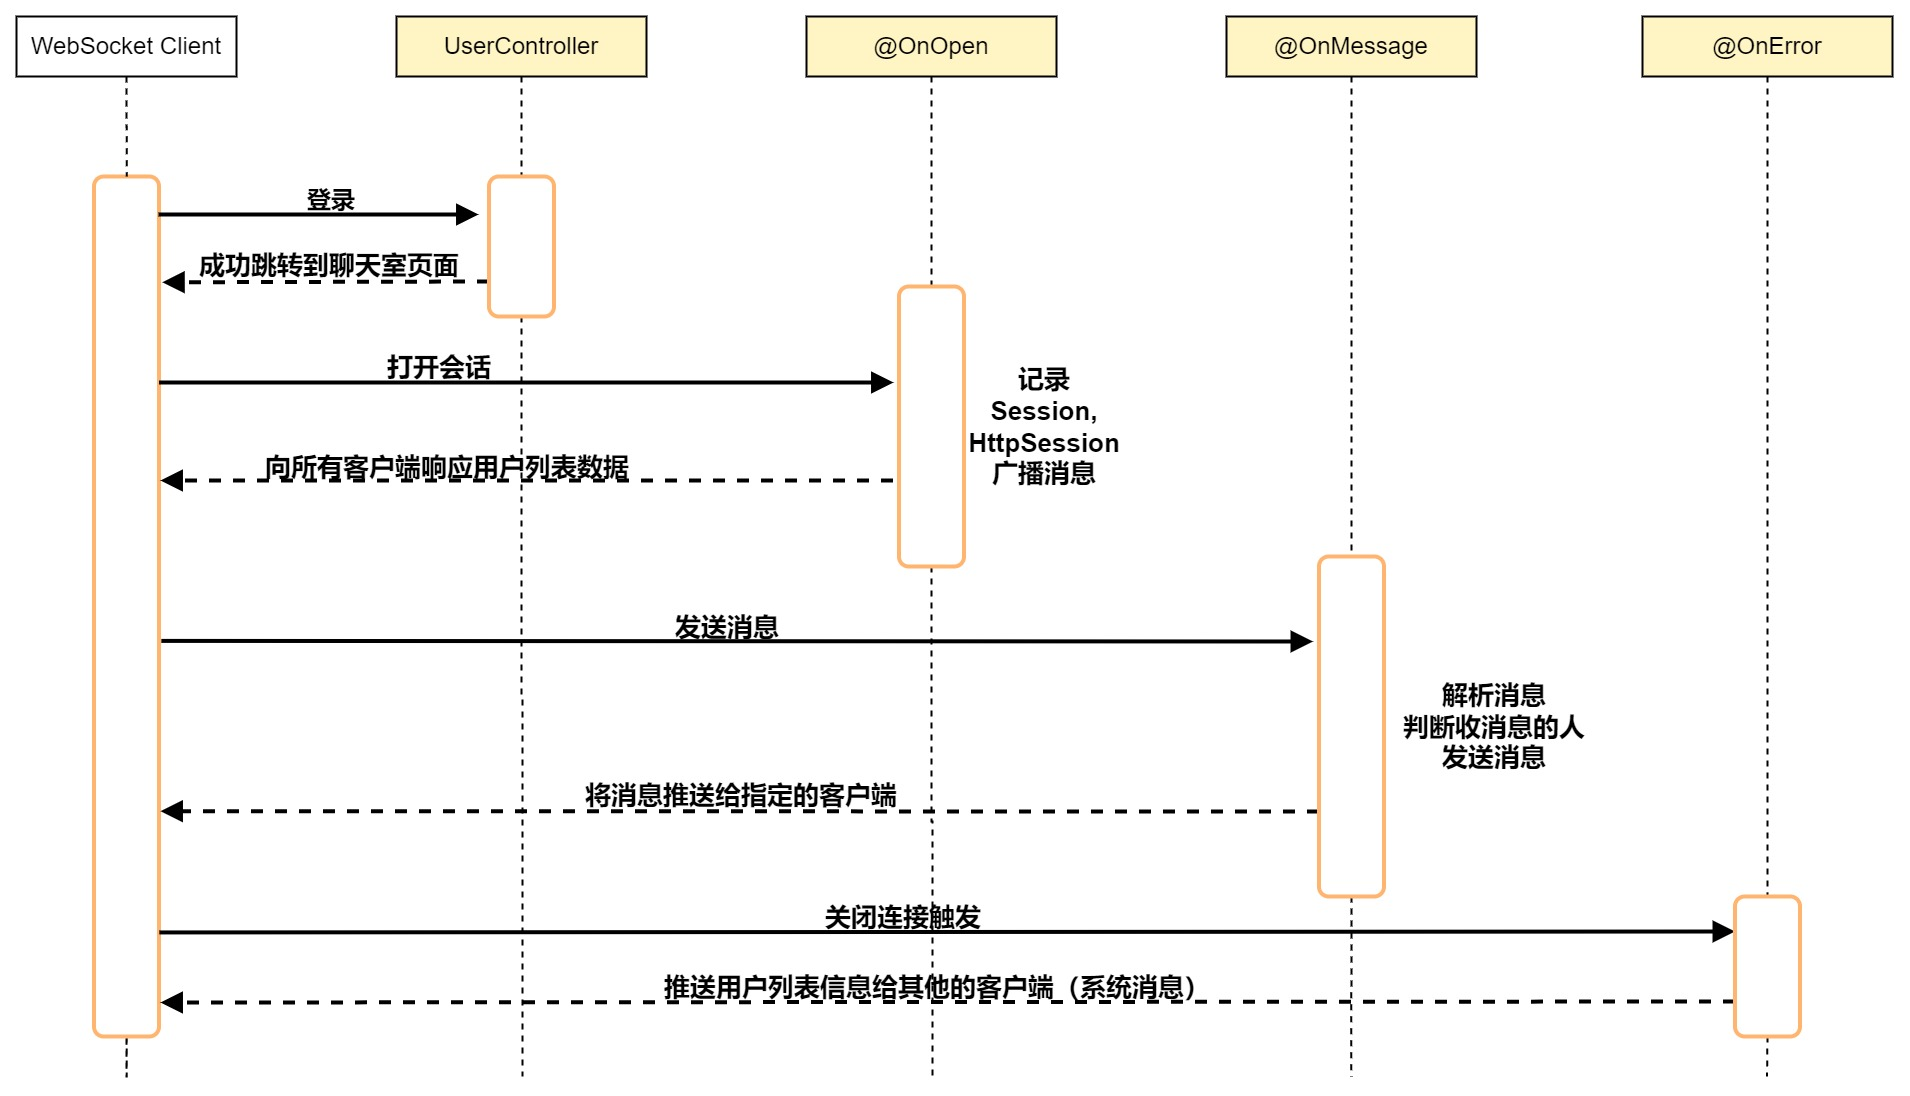 WebSocket Client
UserController
@OnOpen
@OnMessage
@OnError
登录
成功跳转到聊天室页面
打开会话
记录
Session,
HttpSession
广播消息
向所有客户端响应用户列表数据
发送消息
解析消息
判断收消息的人
发送消息
将消息推送给指定的客户端
关闭连接触发
推送用户列表信息给其他的客户端（系统消息）